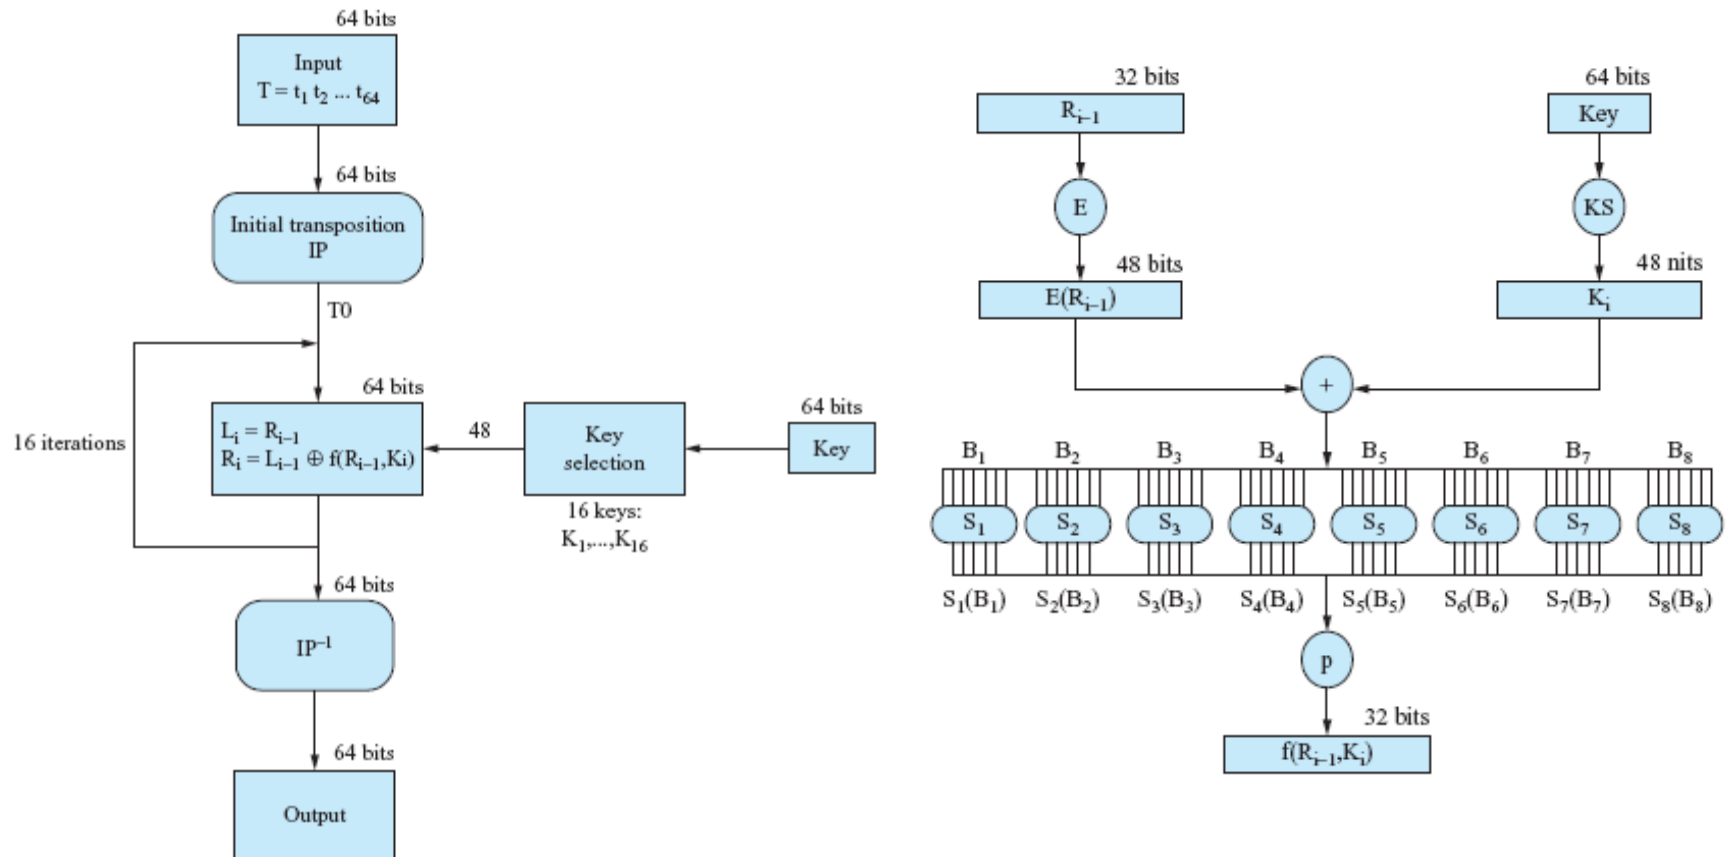 64 bits
Input
T = t₁ t₂ ... t₆₄
64 bits
Initial transposition
IP
T0
64 bits
16 iterations
Lᵢ = Rᵢ₋₁
Rᵢ = Lᵢ₋₁ ⊕ f(Rᵢ₋₁,Ki)
48
Key
selection
16 keys:
K₁,...,K₁₆
64 bits
Key
64 bits
IP⁻¹
64 bits
Output
32 bits
Rᵢ₋₁
64 bits
Key
E
KS
48 bits
E(Rᵢ₋₁)
48 nits
Kᵢ
+
B₁ B₂ B₃ B₄ B₅ B₆ B₇ B₈
S₁ S₂ S₃ S₄ S₅ S₆ S₇ S₈
S₁(B₁) S₂(B₂) S₃(B₃) S₄(B₄) S₅(B₅) S₆(B₆) S₇(B₇) S₈(B₈)
p
32 bits
f(Rᵢ₋₁,Kᵢ)